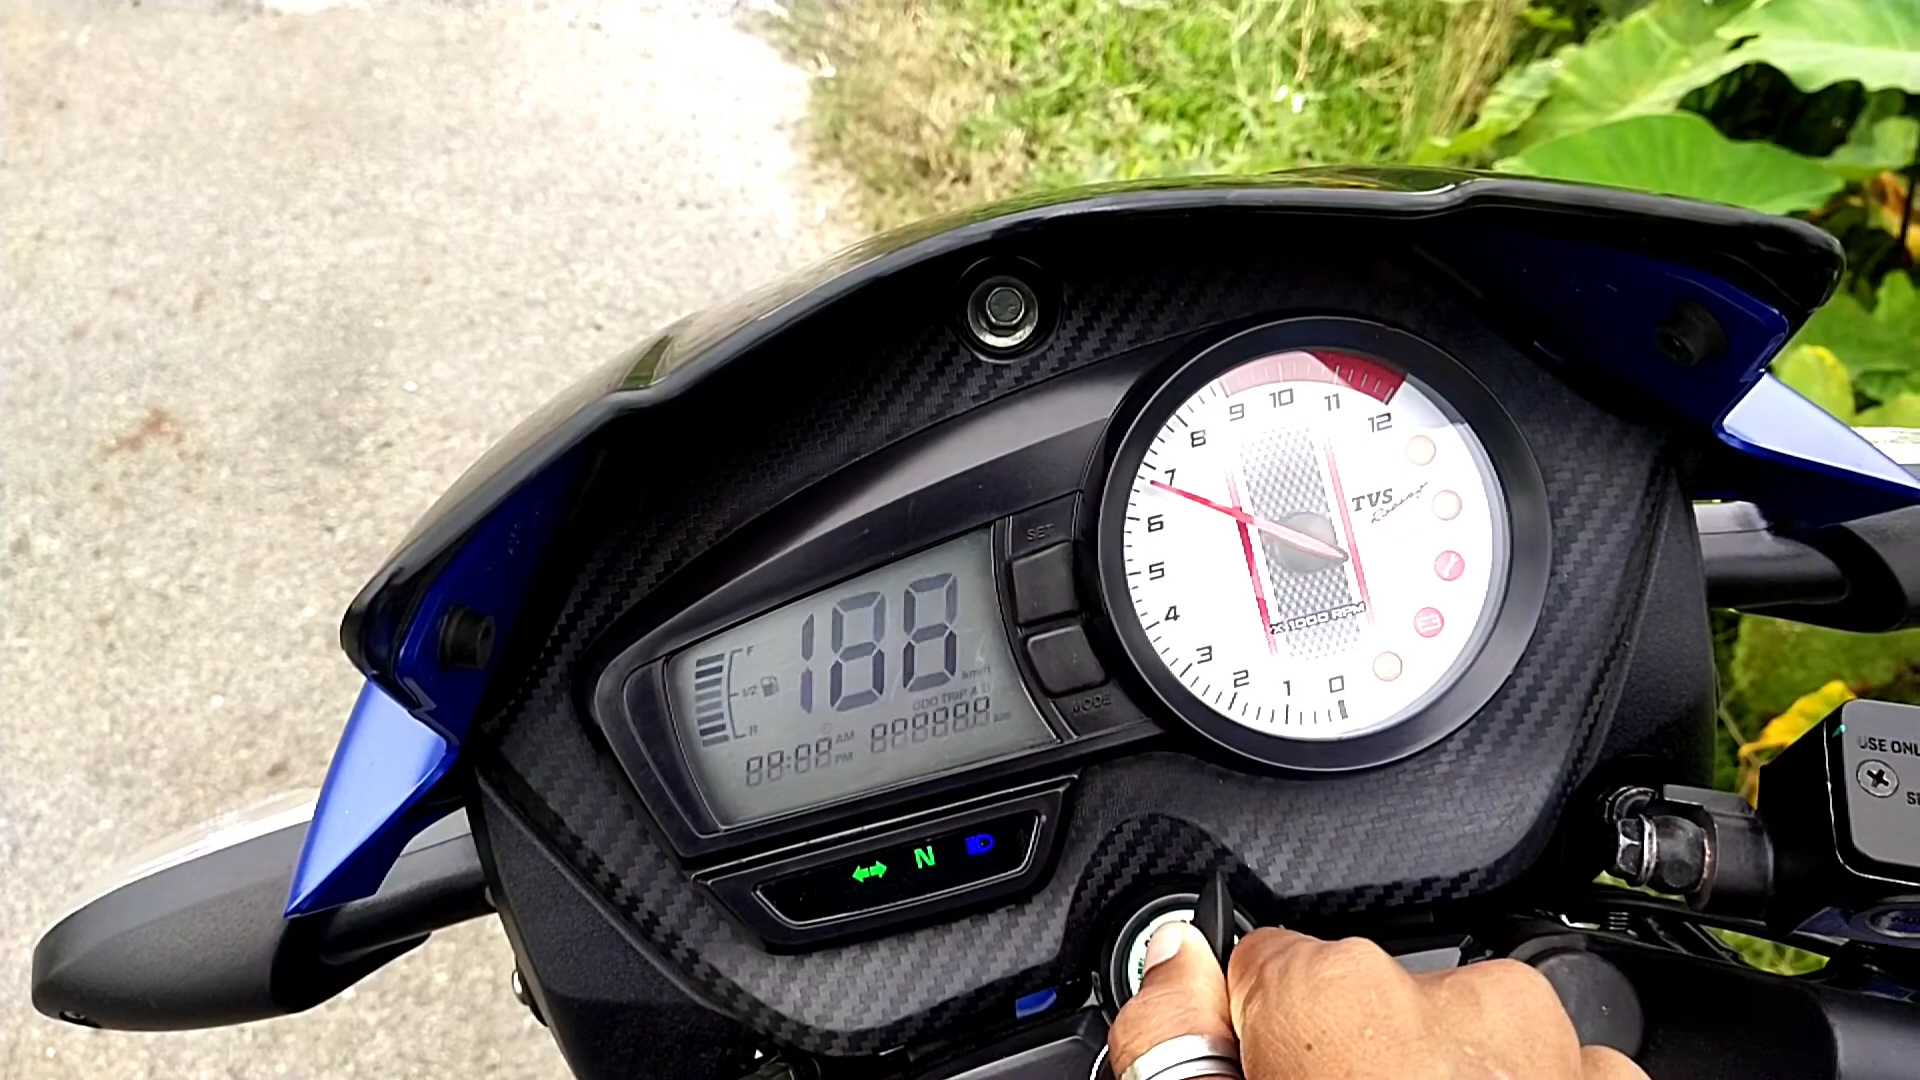 9 10 11 12
8
7
6
5
4
3
2
1
0
TVS
Racing
X 1000 RPM
SET
MODE
F
1/2
R
188
km/h
ODO TRIP A B
88:88 AM
PM
888888 km
N
USE ONL